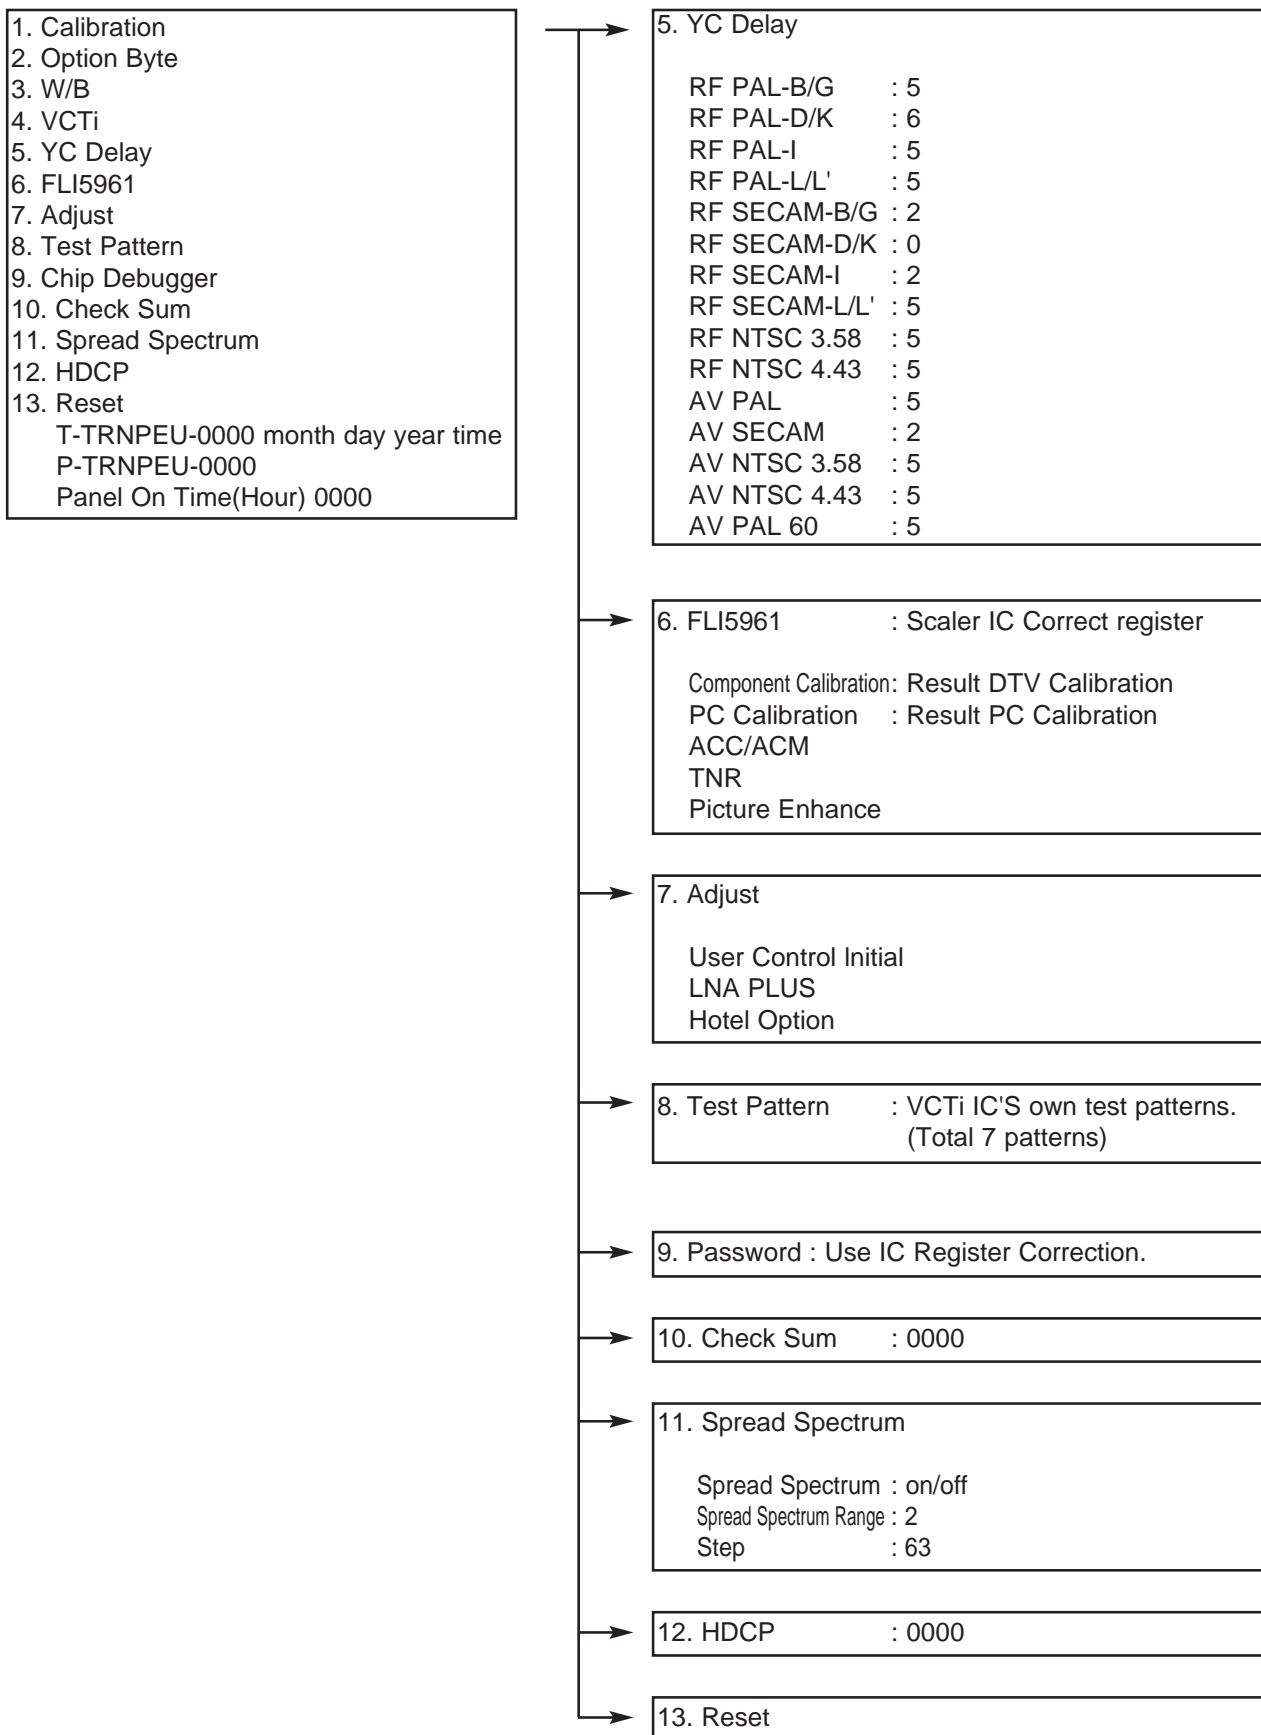 1. Calibration
2. Option Byte
3. W/B
4. VCTi
5. YC Delay
6. FLI5961
7. Adjust
8. Test Pattern
9. Chip Debugger
10. Check Sum
11. Spread Spectrum
12. HDCP
13. Reset
T-TRNPEU-0000 month day year time
P-TRNPEU-0000
Panel On Time(Hour) 0000
5. YC Delay
RF PAL-B/G : 5
RF PAL-D/K : 6
RF PAL-I : 5
RF PAL-L/L' : 5
RF SECAM-B/G : 2
RF SECAM-D/K : 0
RF SECAM-I : 2
RF SECAM-L/L' : 5
RF NTSC 3.58 : 5
RF NTSC 4.43 : 5
AV PAL : 5
AV SECAM : 2
AV NTSC 3.58 : 5
AV NTSC 4.43 : 5
AV PAL 60 : 5
6. FLI5961 : Scaler IC Correct register
Component Calibration : Result DTV Calibration
PC Calibration : Result PC Calibration
ACC/ACM
TNR
Picture Enhance
7. Adjust
User Control Initial
LNA PLUS
Hotel Option
8. Test Pattern : VCTi IC'S own test patterns.
(Total 7 patterns)
9. Password : Use IC Register Correction.
10. Check Sum : 0000
11. Spread Spectrum
Spread Spectrum : on/off
Spread Spectrum Range : 2
Step : 63
12. HDCP : 0000
13. Reset